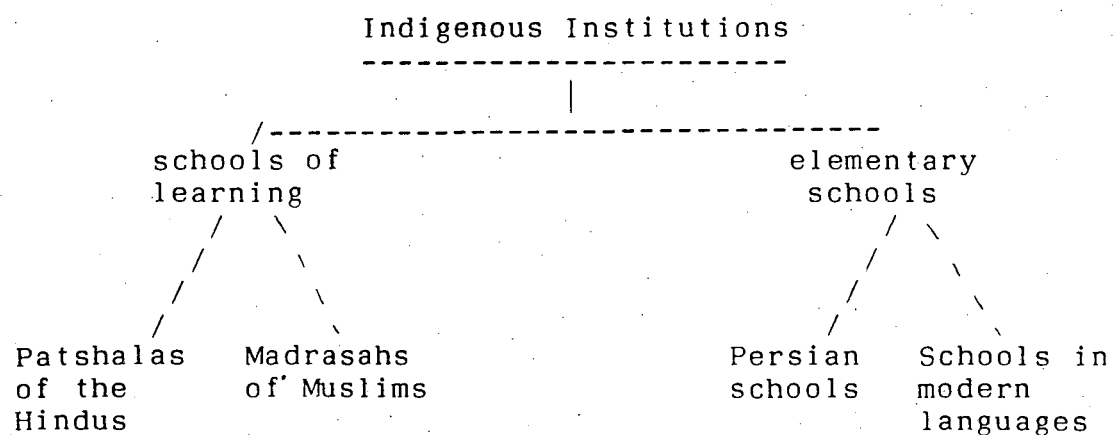 Indigenous Institutions
schools of
learning
elementary
schools
Patshalas
of the
Hindus
Madrasahs
of Muslims
Persian
schools
Schools in
modern
languages